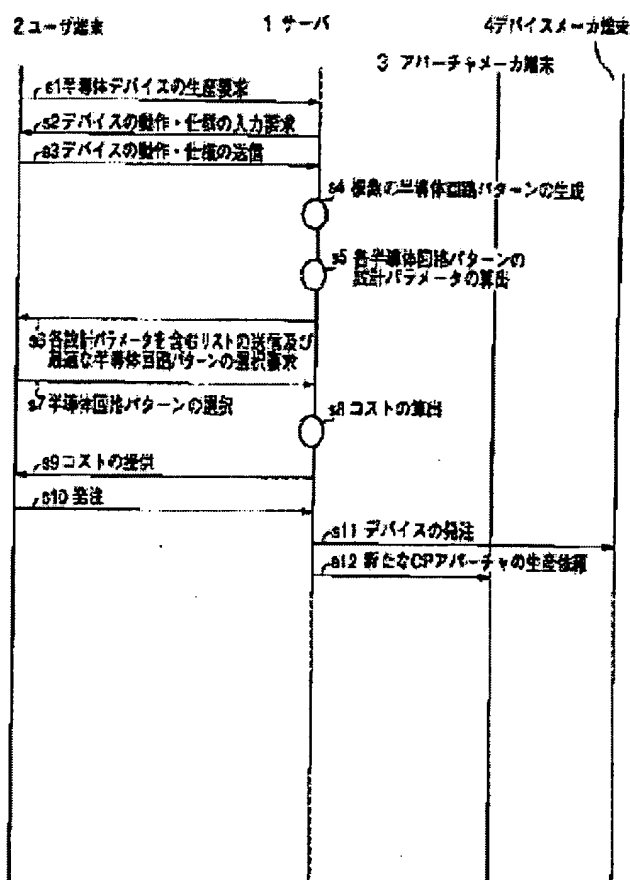 2 ユーザ端末
1 サーバ
4デバイスメーカ端末
3 アパーチャメーカ端末
s1半導体デバイスの生産要求
s2デバイスの動作・仕様の入力要求
s3デバイスの動作・仕様の送信
s4 複数の半導体回路パターンの生成
s5 各半導体回路パターンの
設計パラメータの算出
s6各設計パラメータを含むリストの送信及び
最適な半導体回路パターンの選択要求
s7半導体回路パターンの選択
s8コストの算出
s9コストの提供
s10 発注
s11 デバイスの発注
s12 新たなCPアパーチャの生産依頼